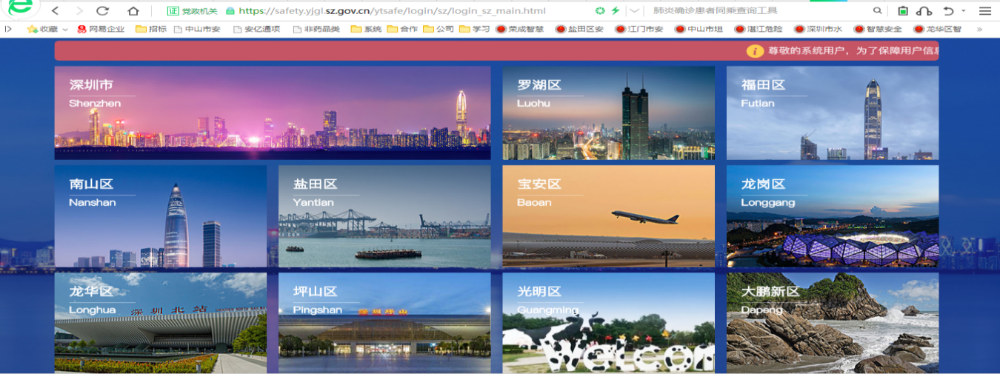 证 党政机关 https://safety.yjgl.sz.gov.cn/ytsafe/login/sz/login_sz_main.html 肺炎确诊患者同乘查询工具
收藏 网易企业 招标 中山市安 安亿通项 非药品类 系统 合作 公司 学习 荣成智慧 盐田区安 江门市安 中山市坦 湛江危险 深圳市水 智慧安全 龙华区智 »
尊敬的系统用户，为了保障用户信息
深圳市
Shenzhen
罗湖区
Luohu
福田区
Futian
南山区
Nanshan
盐田区
Yantian
宝安区
Baoan
龙岗区
Longgang
龙华区
Longhua
深圳北站
坪山区
Pingshan
深圳坪山
光明区
Guangming
Welcom
大鹏新区
Dapeng